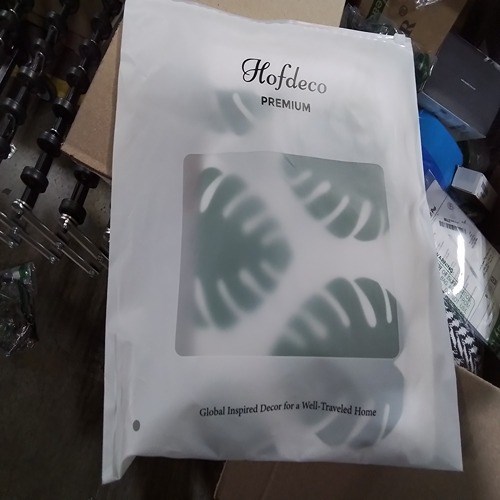 Hofdeco
PREMIUM
Global Inspired Decor for a Well-Traveled Home